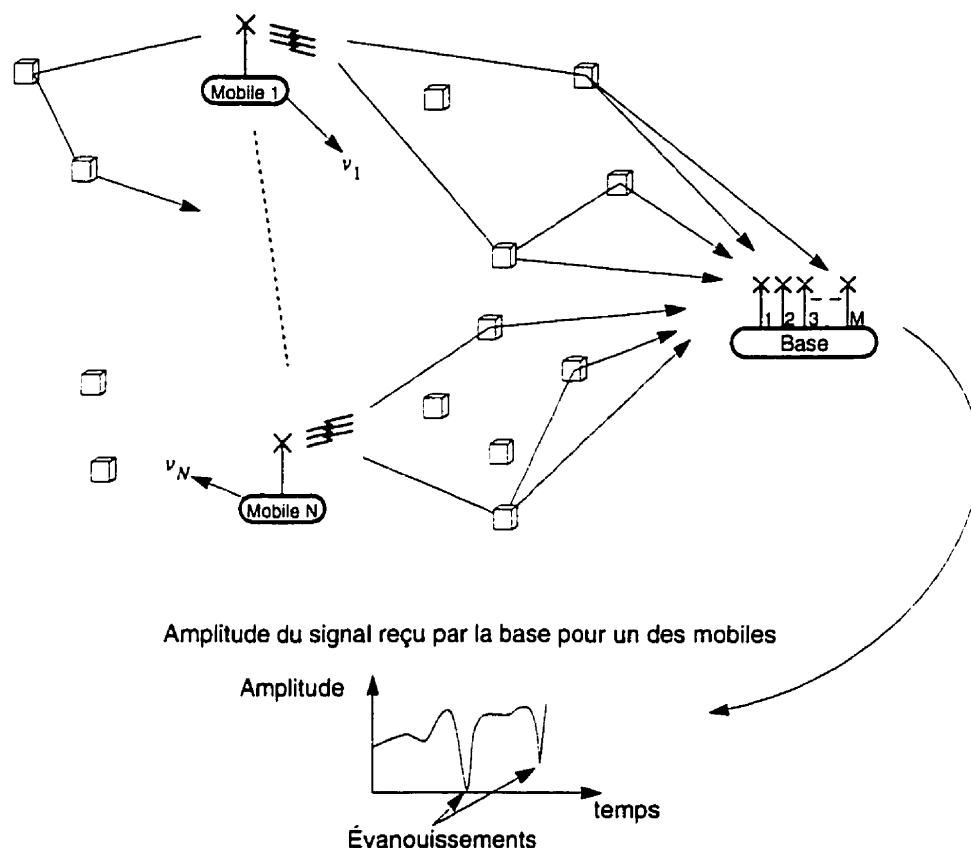 Mobile 1
ν1
1 2 3 M
Base
νN
Mobile N
Amplitude du signal reçu par la base pour un des mobiles
Amplitude
temps
Évanouissements